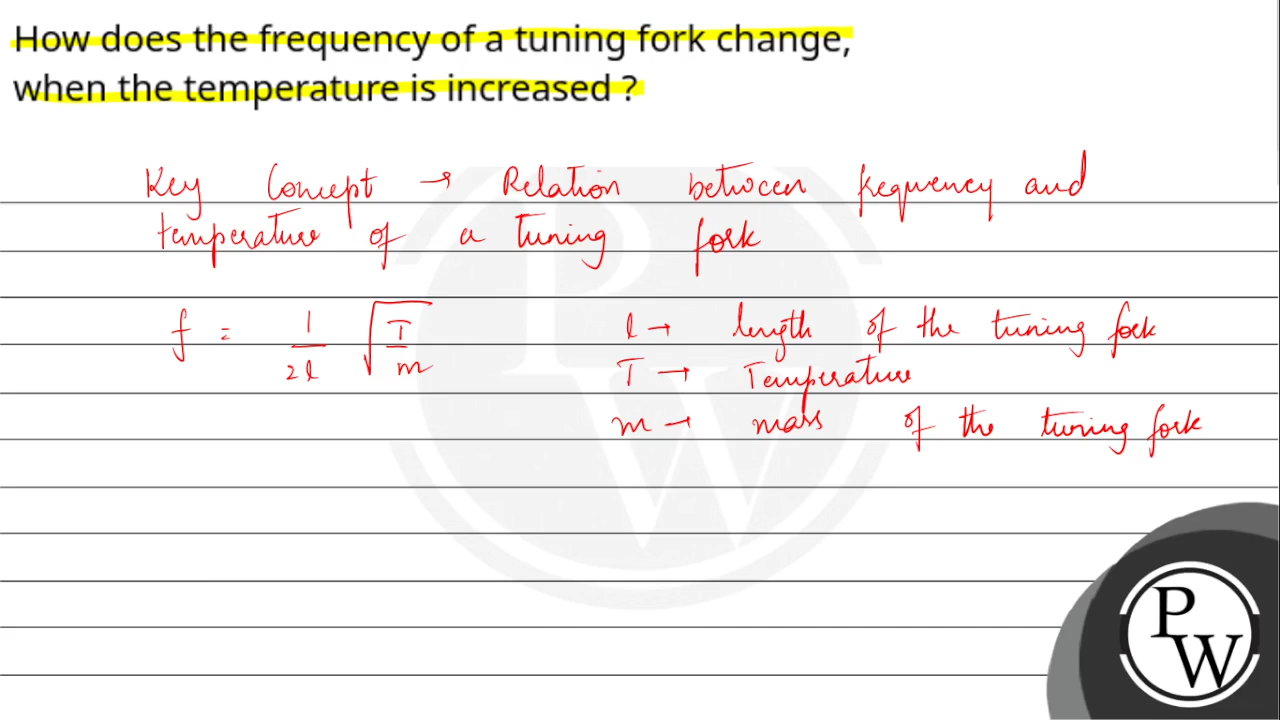 How does the frequency of a tuning fork change,
when the temperature is increased ?
Key Concept → Relation between frequency and
temperature of a tuning fork
f = 1/2l √T/m l → length of the tuning fork
T → Temperature
m → mass of the tuning fork
P
W
P
W